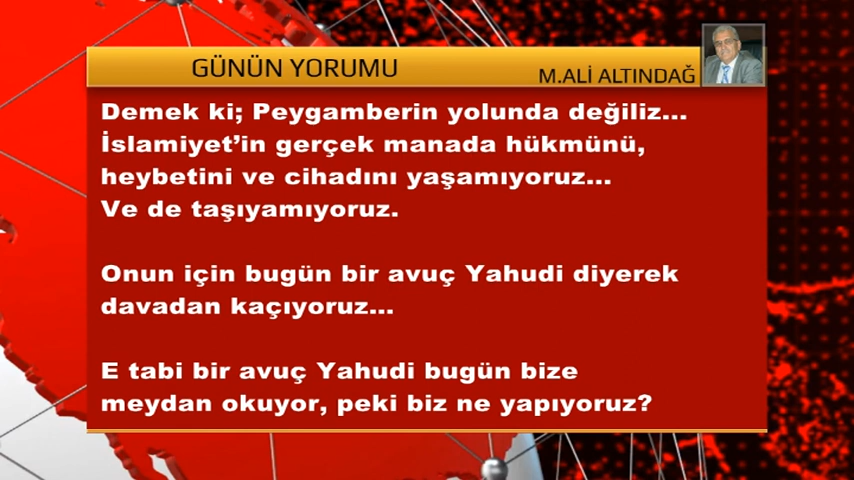 GÜNÜN YORUMU
M.ALİ ALTINDAĞ
Demek ki; Peygamberin yolunda değiliz...
İslamiyet'in gerçek manada hükmünü,
heybetini ve cihadını yaşamıyoruz...
Ve de taşıyamıyoruz.
Onun için bugün bir avuç Yahudi diyerek
davadan kaçıyoruz...
E tabi bir avuç Yahudi bugün bize
meydan okuyor, peki biz ne yapıyoruz?